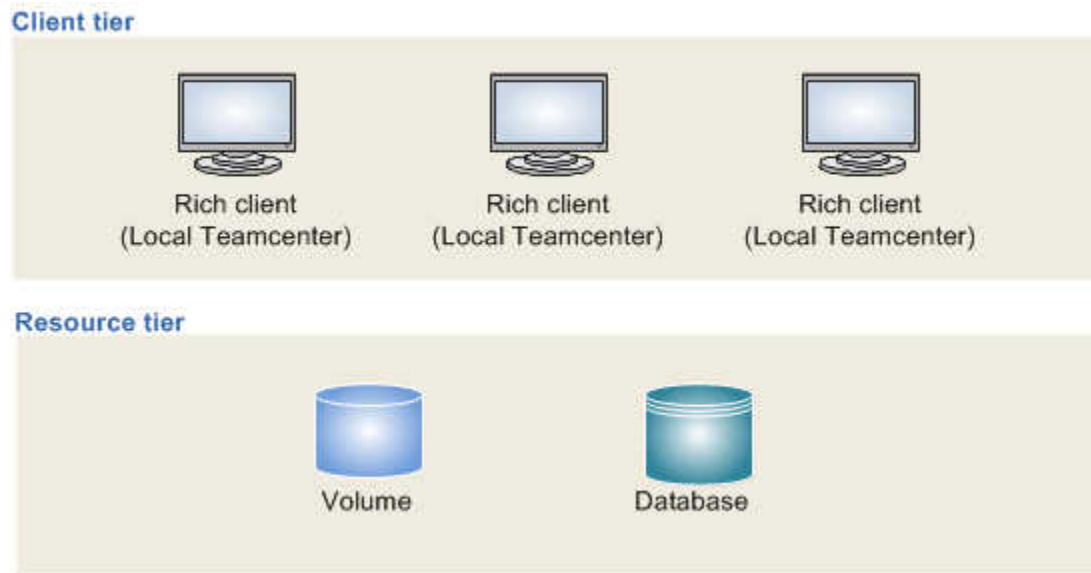 Client tier
Rich client
(Local Teamcenter)
Rich client
(Local Teamcenter)
Rich client
(Local Teamcenter)
Resource tier
Volume
Database